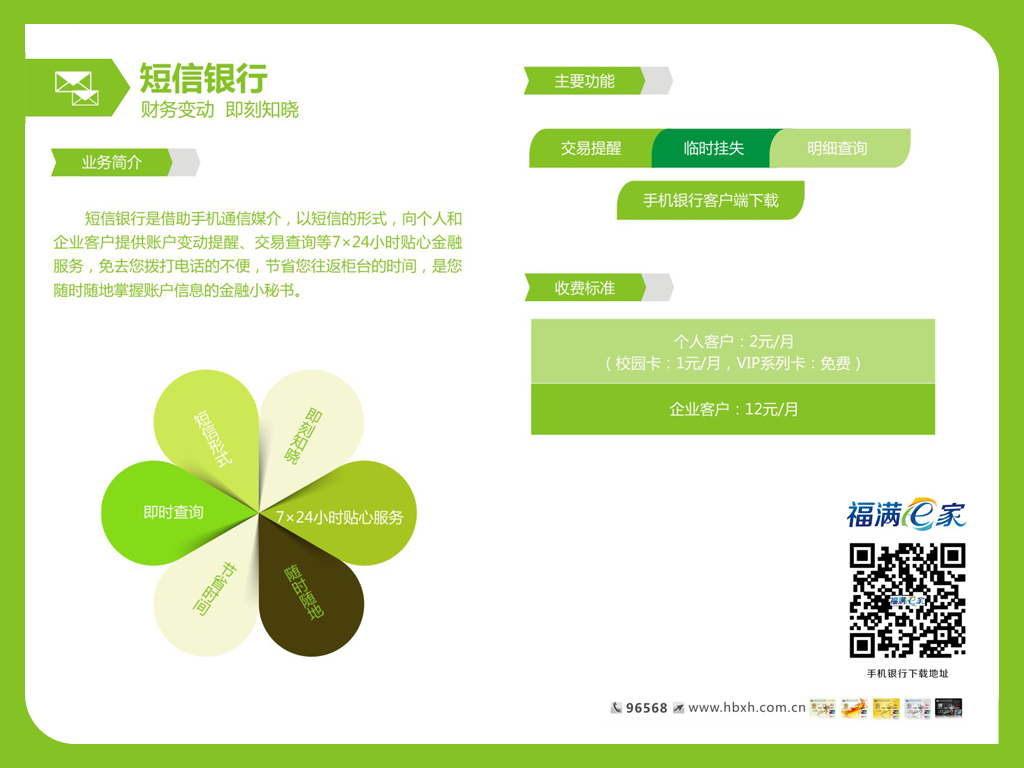 短信银行
财务变动 即刻知晓
业务简介
短信银行是借助手机通信媒介，以短信的形式，向个人和
企业客户提供账户变动提醒、交易查询等7×24小时贴心金融
服务，免去您拨打电话的不便，节省您往返柜台的时间，是您
随时随地掌握账户信息的金融小秘书。
短信形式
即刻知晓
即时查询
7×24小时贴心服务
节省时间
随时随地
主要功能
交易提醒
临时挂失
明细查询
手机银行客户端下载
收费标准
个人客户：2元/月
（校园卡：1元/月，VIP系列卡：免费）
企业客户：12元/月
福满e家
福满e家
手机银行下载地址
96568 www.hbxh.com.cn